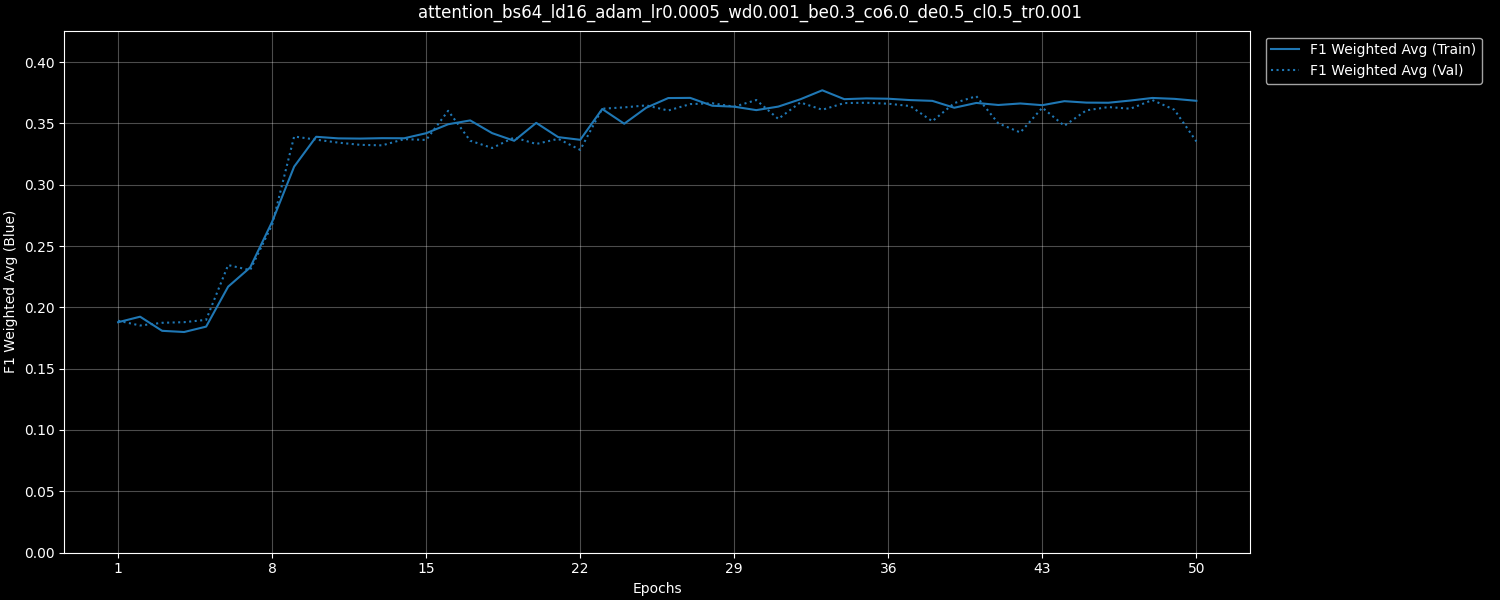 attention_bs64_ld16_adam_lr0.0005_wd0.001_be0.3_co6.0_de0.5_cl0.5_tr0.001
F1 Weighted Avg (Train)
F1 Weighted Avg (Val)
F1 Weighted Avg (Blue)
0.40
0.35
0.30
0.25
0.20
0.15
0.10
0.05
0.00
1 8 15 22 29 36 43 50
Epochs